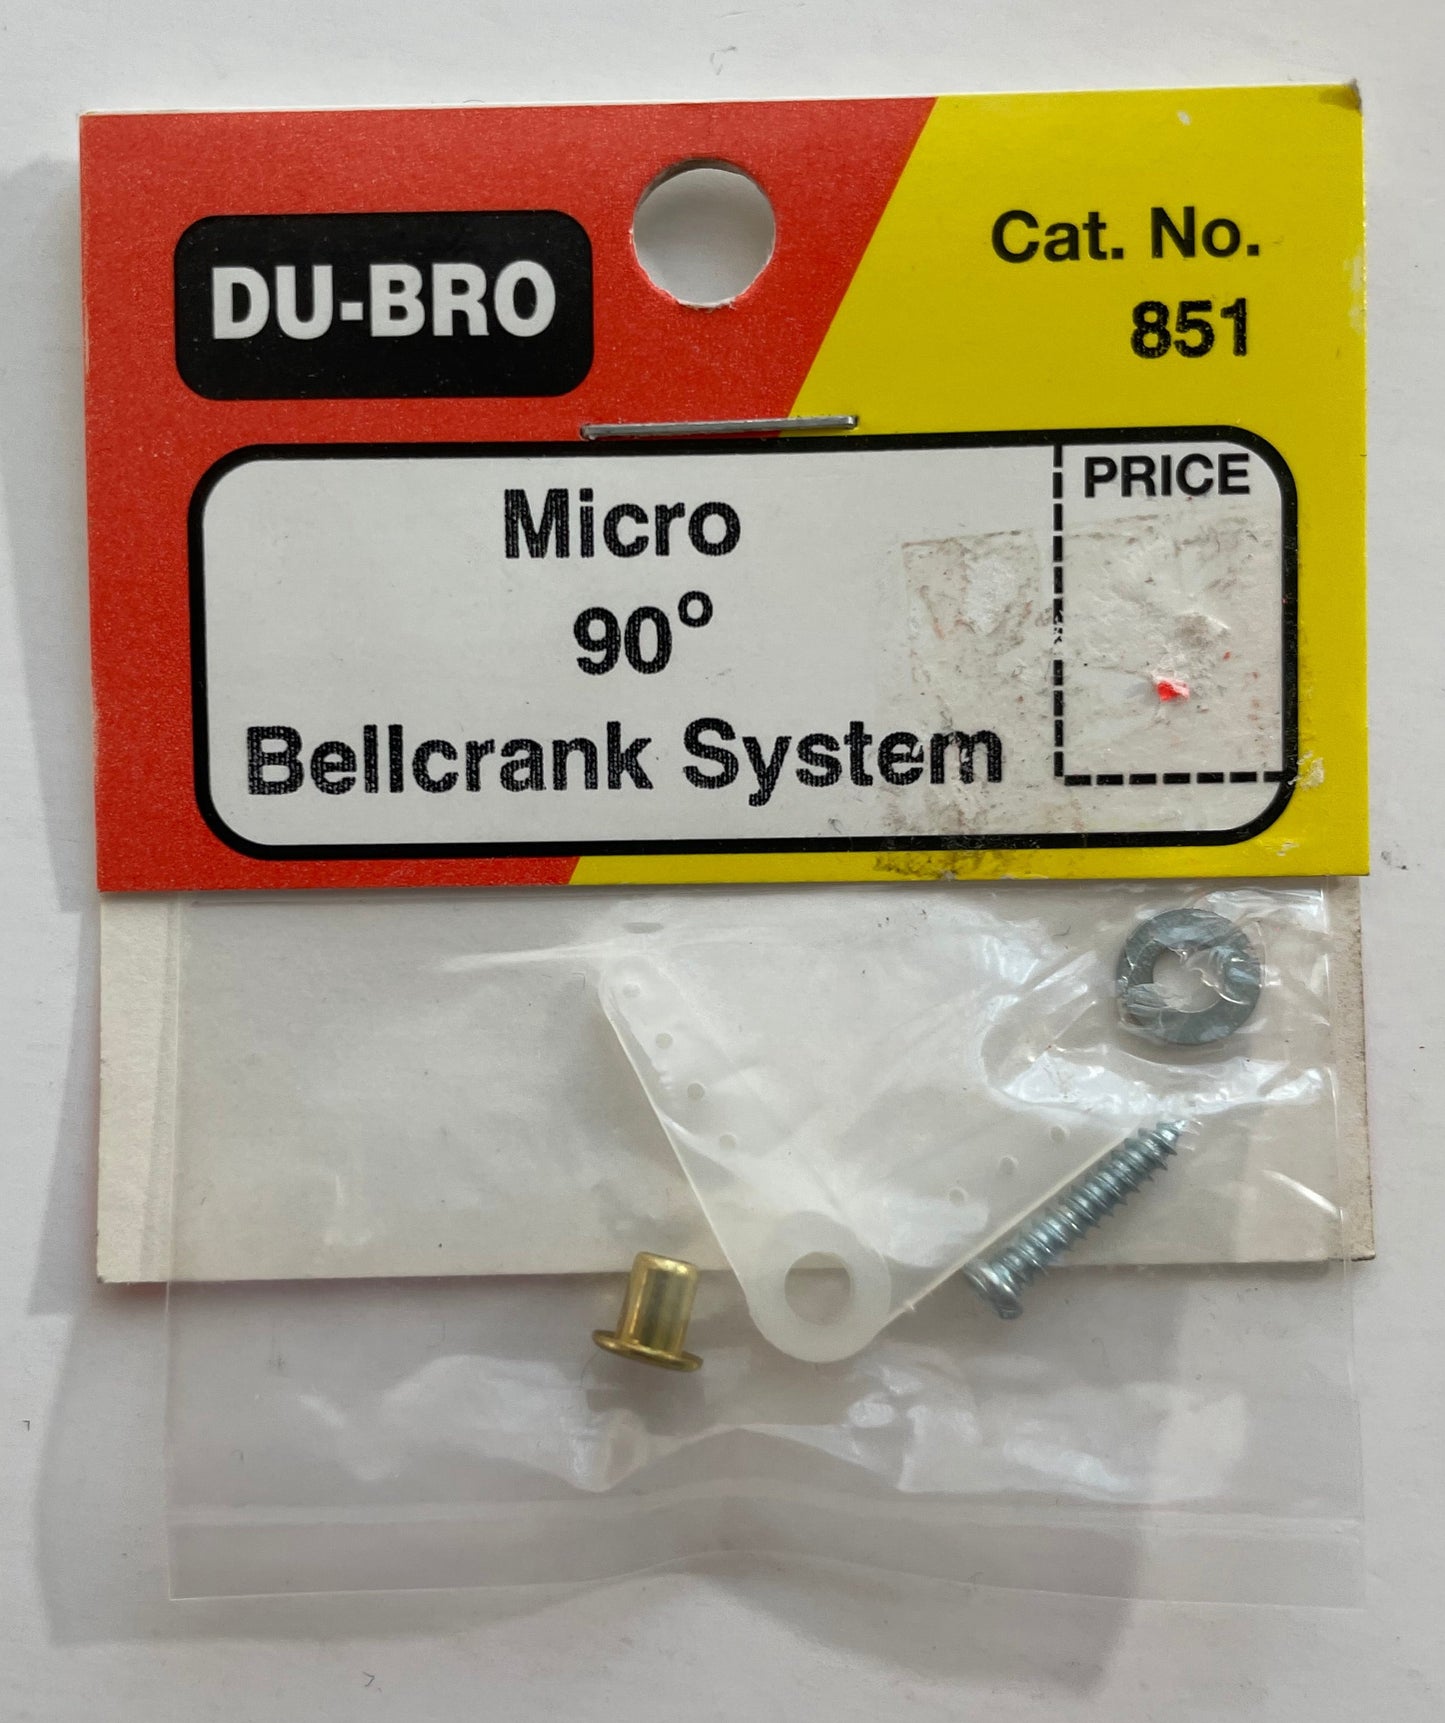 DU-BRO
Cat. No.
851
PRICE
Micro
90°
Bellcrank System